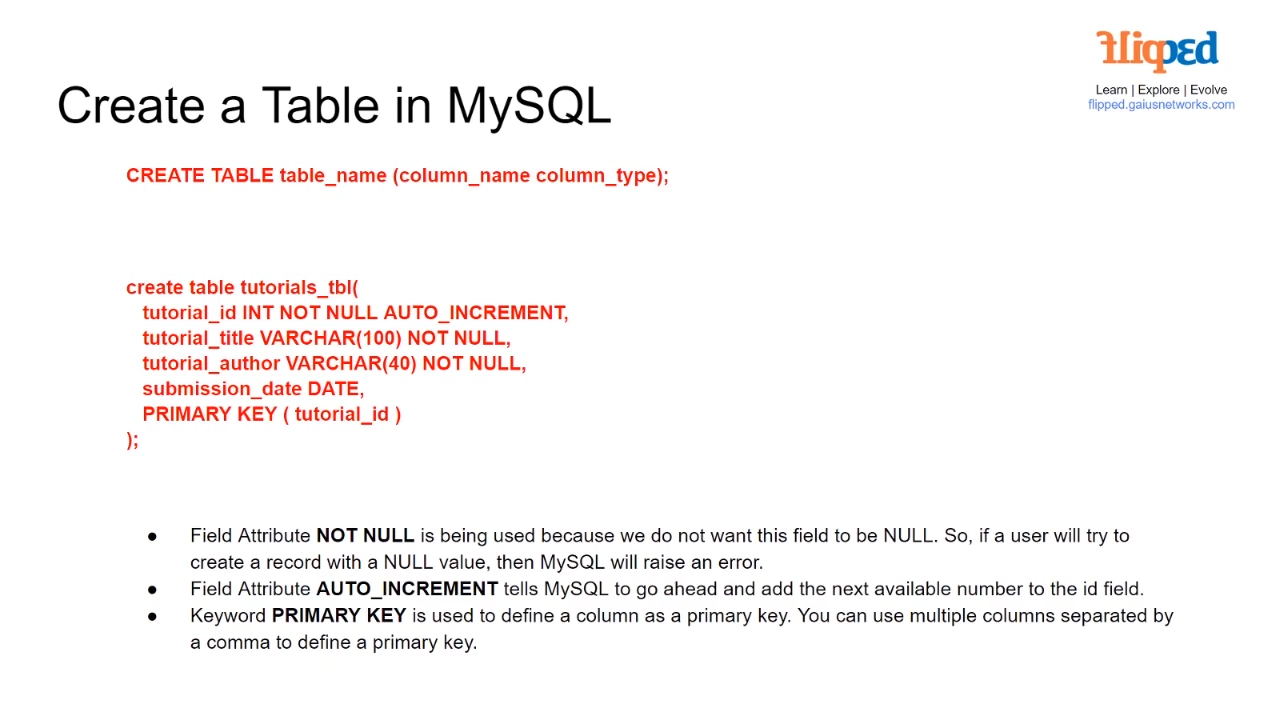 flipped
Learn | Explore | Evolve
flipped.gaiusnetworks.com
Create a Table in MySQL
CREATE TABLE table_name (column_name column_type);
create table tutorials_tbl(
tutorial_id INT NOT NULL AUTO_INCREMENT,
tutorial_title VARCHAR(100) NOT NULL,
tutorial_author VARCHAR(40) NOT NULL,
submission_date DATE,
PRIMARY KEY ( tutorial_id )
);
● Field Attribute NOT NULL is being used because we do not want this field to be NULL. So, if a user will try to
create a record with a NULL value, then MySQL will raise an error.
● Field Attribute AUTO_INCREMENT tells MySQL to go ahead and add the next available number to the id field.
● Keyword PRIMARY KEY is used to define a column as a primary key. You can use multiple columns separated by
a comma to define a primary key.